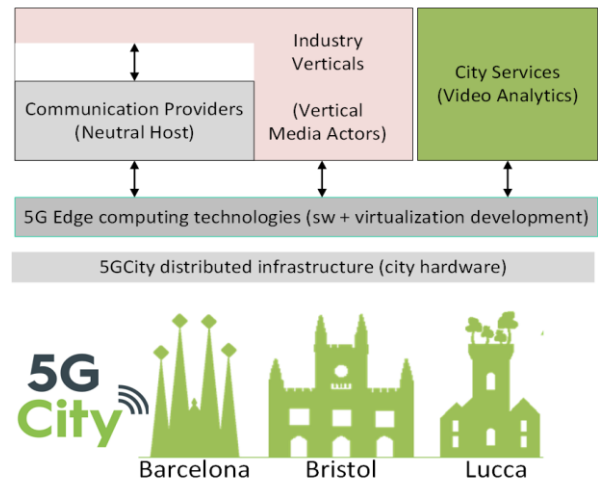 Industry
Verticals
(Vertical
Media Actors)
City Services
(Video Analytics)
Communication Providers
(Neutral Host)
5G Edge computing technologies (sw + virtualization development)
5GCity distributed infrastructure (city hardware)
5G
City
Barcelona
Bristol
Lucca